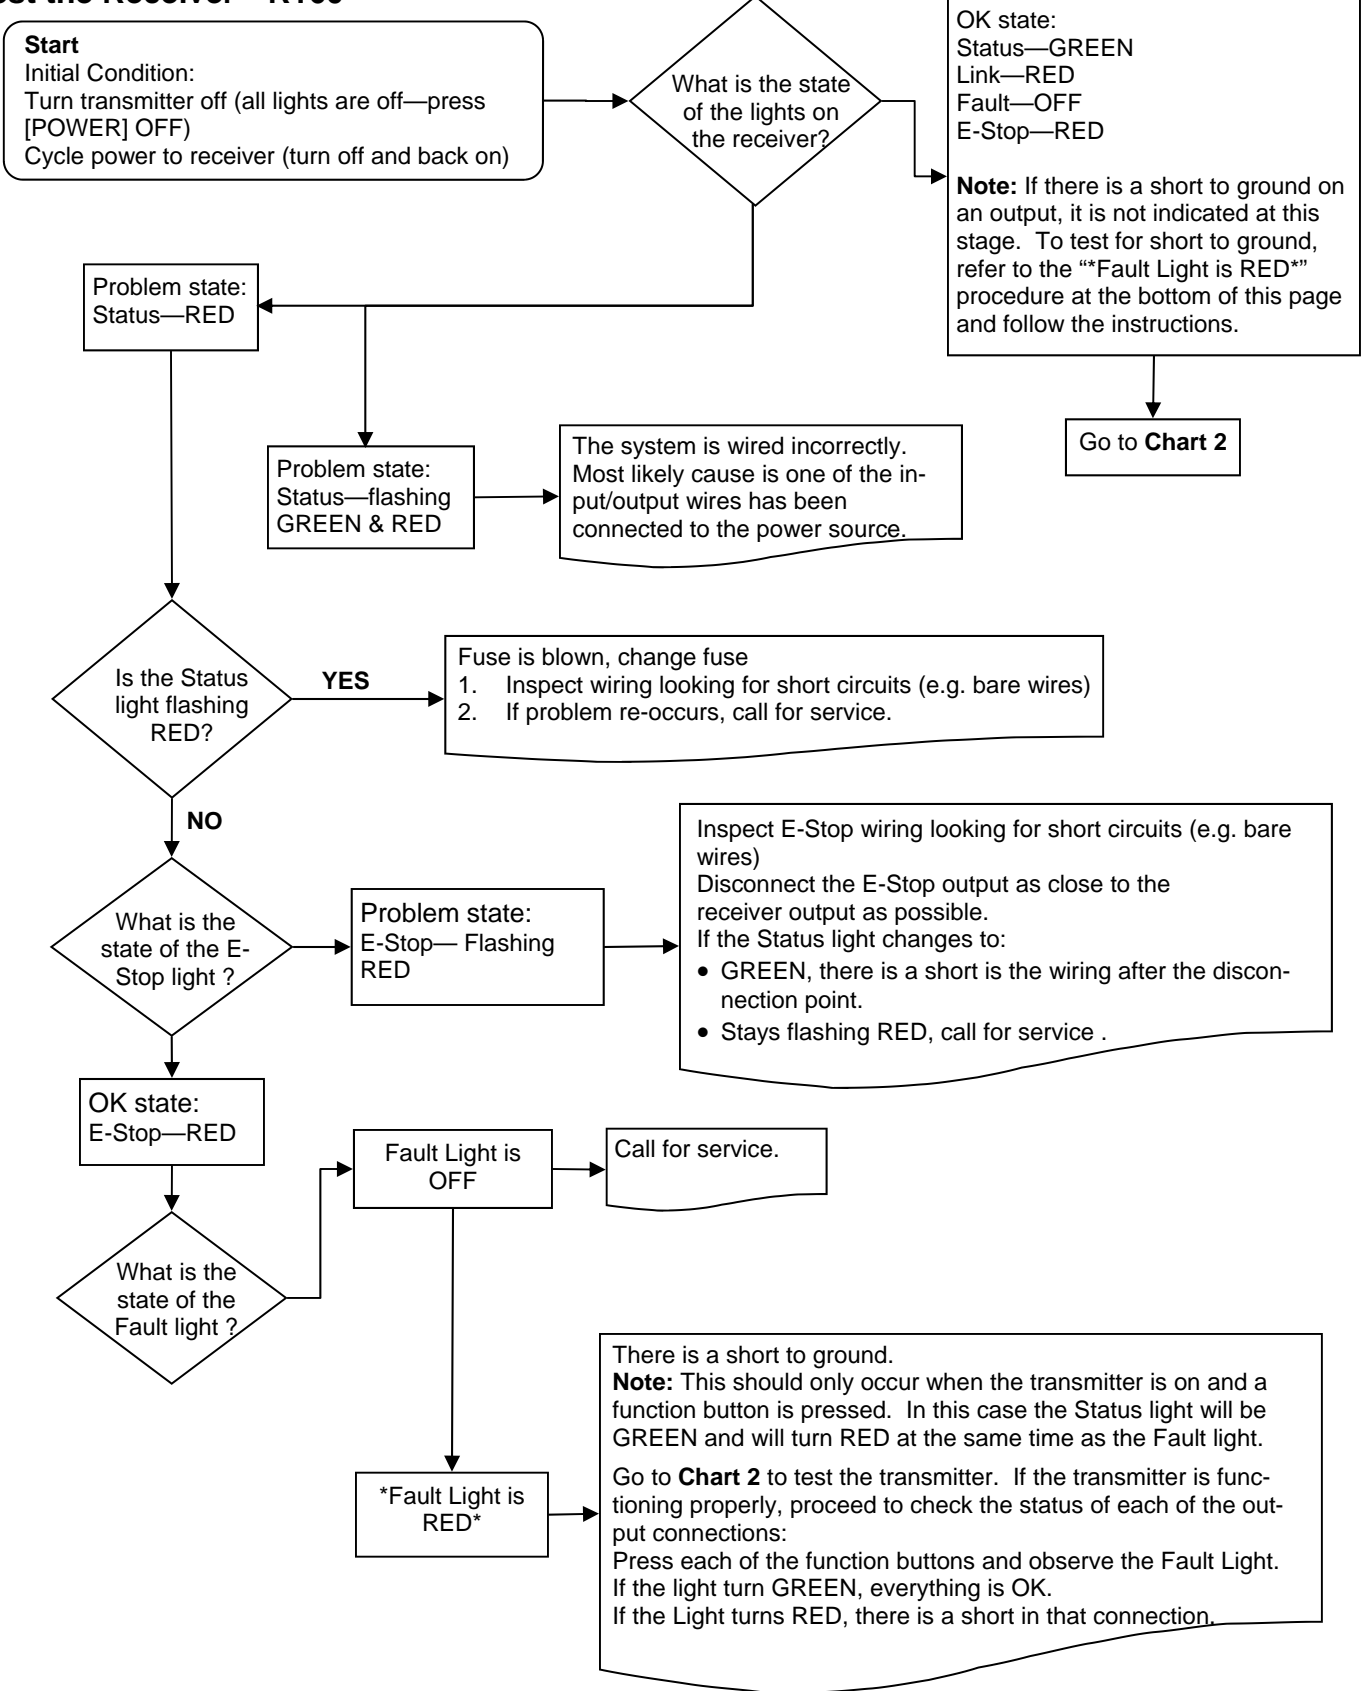 the Receiver
Start
Initial Condition:
Turn transmitter off (all lights are off—press
[POWER] OFF)
Cycle power to receiver (turn off and back on)
What is the state
of the lights on
the receiver?
OK state:
Status—GREEN
Link—RED
Fault—OFF
E-Stop—RED
Note: If there is a short to ground on
an output, it is not indicated at this
stage. To test for short to ground,
refer to the “*Fault Light is RED*”
procedure at the bottom of this page
and follow the instructions.
Go to Chart 2
Problem state:
Status—RED
Problem state:
Status—flashing
GREEN & RED
The system is wired incorrectly.
Most likely cause is one of the in-
put/output wires has been
connected to the power source.
Is the Status
light flashing
RED?
YES
Fuse is blown, change fuse
1. Inspect wiring looking for short circuits (e.g. bare wires)
2. If problem re-occurs, call for service.
NO
What is the
state of the E-
Stop light ?
Problem state:
E-Stop— Flashing
RED
Inspect E-Stop wiring looking for short circuits (e.g. bare
wires)
Disconnect the E-Stop output as close to the
receiver output as possible.
If the Status light changes to:
• GREEN, there is a short is the wiring after the discon-
nection point.
• Stays flashing RED, call for service .
OK state:
E-Stop—RED
What is the
state of the
Fault light ?
Fault Light is
OFF
Call for service.
*Fault Light is
RED*
There is a short to ground.
Note: This should only occur when the transmitter is on and a
function button is pressed. In this case the Status light will be
GREEN and will turn RED at the same time as the Fault light.
Go to Chart 2 to test the transmitter. If the transmitter is func-
tioning properly, proceed to check the status of each of the out-
put connections:
Press each of the function buttons and observe the Fault Light.
If the light turn GREEN, everything is OK.
If the Light turns RED, there is a short in that connection.